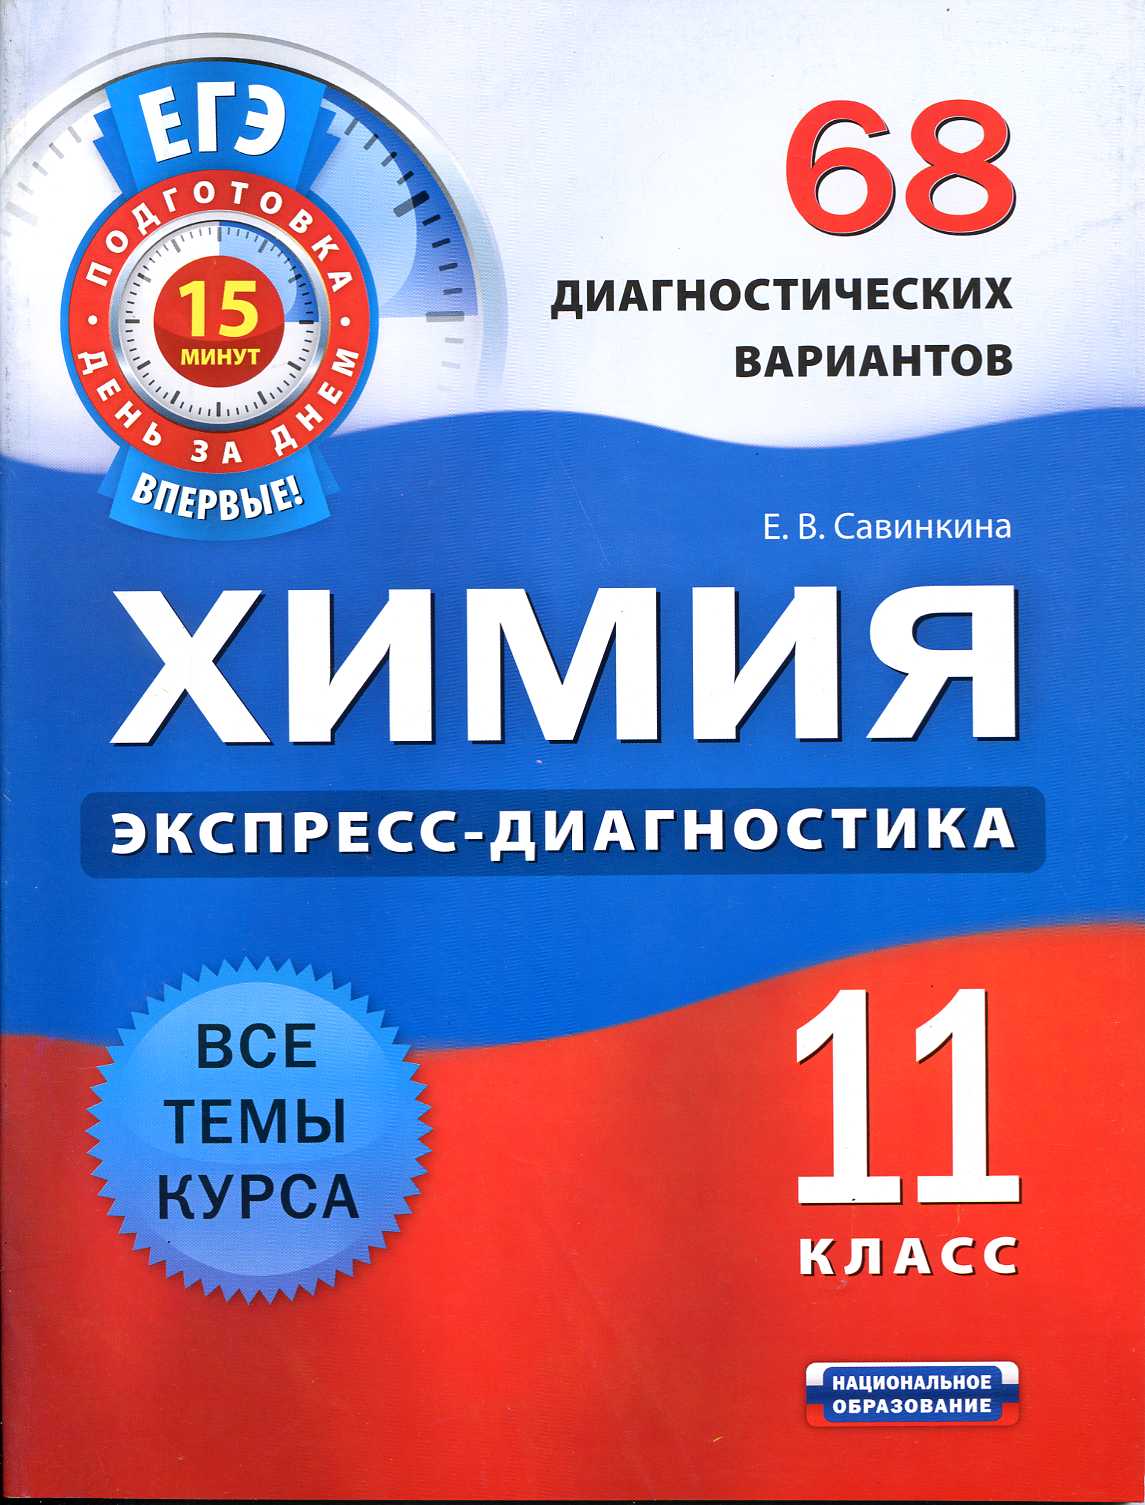 ЕГЭ
ПОДГОТОВКА
15
МИНУТ
• ДЕНЬ ЗА ДНЕМ •
ВПЕРВЫЕ!
68
ДИАГНОСТИЧЕСКИХ
ВАРИАНТОВ
Е. В. Савинкина
ХИМИЯ
ЭКСПРЕСС-ДИАГНОСТИКА
ВСЕ
ТЕМЫ
КУРСА
11
КЛАСС
НАЦИОНАЛЬНОЕ
ОБРАЗОВАНИЕ